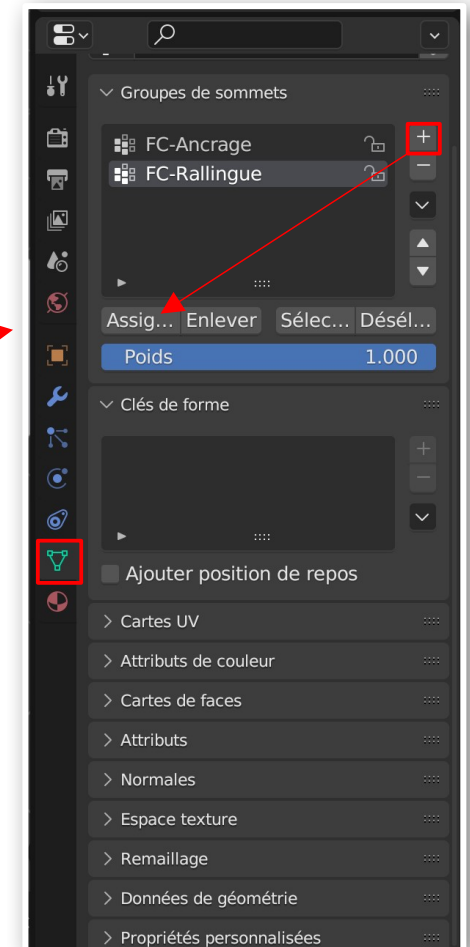 Groupes de sommets
FC-Ancrage
FC-Rallingue
Assig... Enlever Sélec... Désél...
Poids 1.000
Clés de forme
Ajouter position de repos
Cartes UV
Attributs de couleur
Cartes de faces
Attributs
Normales
Espace texture
Remaillage
Données de géométrie
Propriétés personnalisées